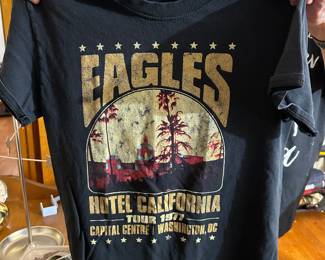 EAGLES
HOTEL CALIFORNIA
TOUR 1977
CAPITAL CENTRE WASHINGTON, DC